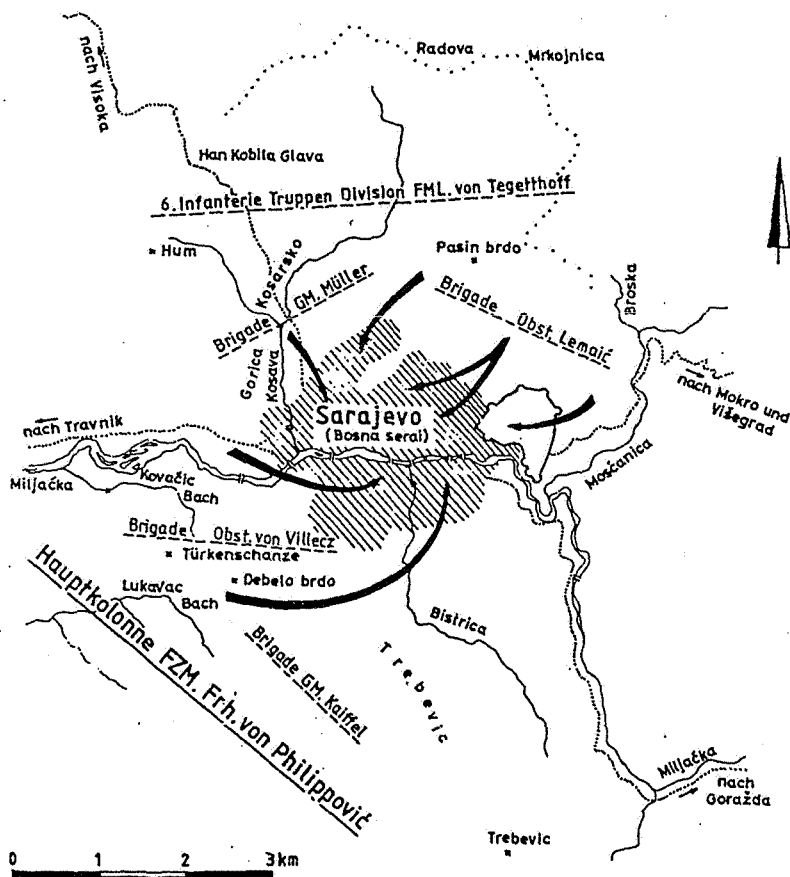 Radova
Mrkojnica
nach Visoka
Han Kobila Glava
6. Infanterie Truppen Division FML. von Tegetthoff
Hum
Kosarsko
Pasin brdo
Brigade GM. Müller
Brigade Obst. Lemaić
Broska
Gorica
Kosava
nach Mokro und
Višegrad
Sarajevo
(Bosna serai)
nach Travnik
Miljačka
Kovačic
Bach
Mosćanica
Brigade Obst. von Villecz
Türkenschanze
Debelo brdo
Lukavac
Bach
Hauptkolonne FZM. Frh. von Philippović
Brigade GM. Kaiffel
Bistrica
Trebevic
Miljačka
nach
Goražda
Trebevic
0 1 2 3 km